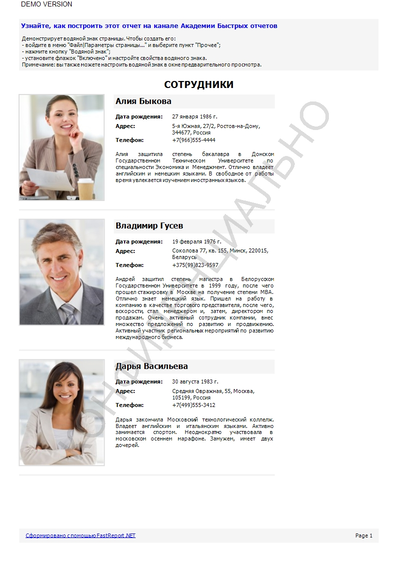 DEMO VERSION
Узнайте, как построить этот отчет на канале Академии Быстрых отчетов
Демонстрирует водяной знак страницы. Чтобы создать его:
- войдите в меню "Файл|Параметры страницы..." и выберите пункт "Прочее";
- нажмите кнопку "Водяной знак";
- установите флажок "Включено" и настройте свойства водяного знака.
Примечание: вы также можете настроить водяной знак в окне предварительного просмотра.
СОТРУДНИКИ
Алия Быкова
Дата рождения: 27 января 1986 г.
Адрес: 5-я Южная, 27/2, Ростов-на-Дону,
344677, Россия
Телефон: +7(966)555-4444
Алия защитила степень бакалавра в Донском
Государственном Техническом Университете по
специальности Экономика и Менеджмент. Отлично владеет
английским и немецким языками. В свободное от работы
время увлекается изучением иностранных языков.
Владимир Гусев
Дата рождения: 19 февраля 1976 г.
Адрес: Соколова 77, кв. 155, Минск, 220015,
Беларусь
Телефон: +375(99)823-9597
Андрей защитил степень магистра в Белорусском
Государственном Университете в 1999 году, после чего
прошел стажировку в Москве на получение степени MBA.
Отлично знает немецкий язык. Пришел на работу в
компанию в качестве торгового представителя, после чего,
вскорости, стал менеджером и, затем, директором по
продажам. Очень активный сотрудник компании, внес
множество предложений по развитию и продвижению.
Активный участник региональных мероприятий по развитию
международного бизнеса.
Дарья Васильева
Дата рождения: 30 августа 1983 г.
Адрес: Средняя Овражная, 55, Москва,
105199, Россия
Телефон: +7(499)555-3412
Дарья закончила Московский технологический колледж.
Владеет английским и итальянским языками. Активно
занимается спортом. Неоднократно участвовала в
московском осеннем марафоне. Замужем, имеет двух
дочерей.
КОНФИДЕНЦИАЛЬНО
Сформировано с помощью FastReport.NET
Page 1